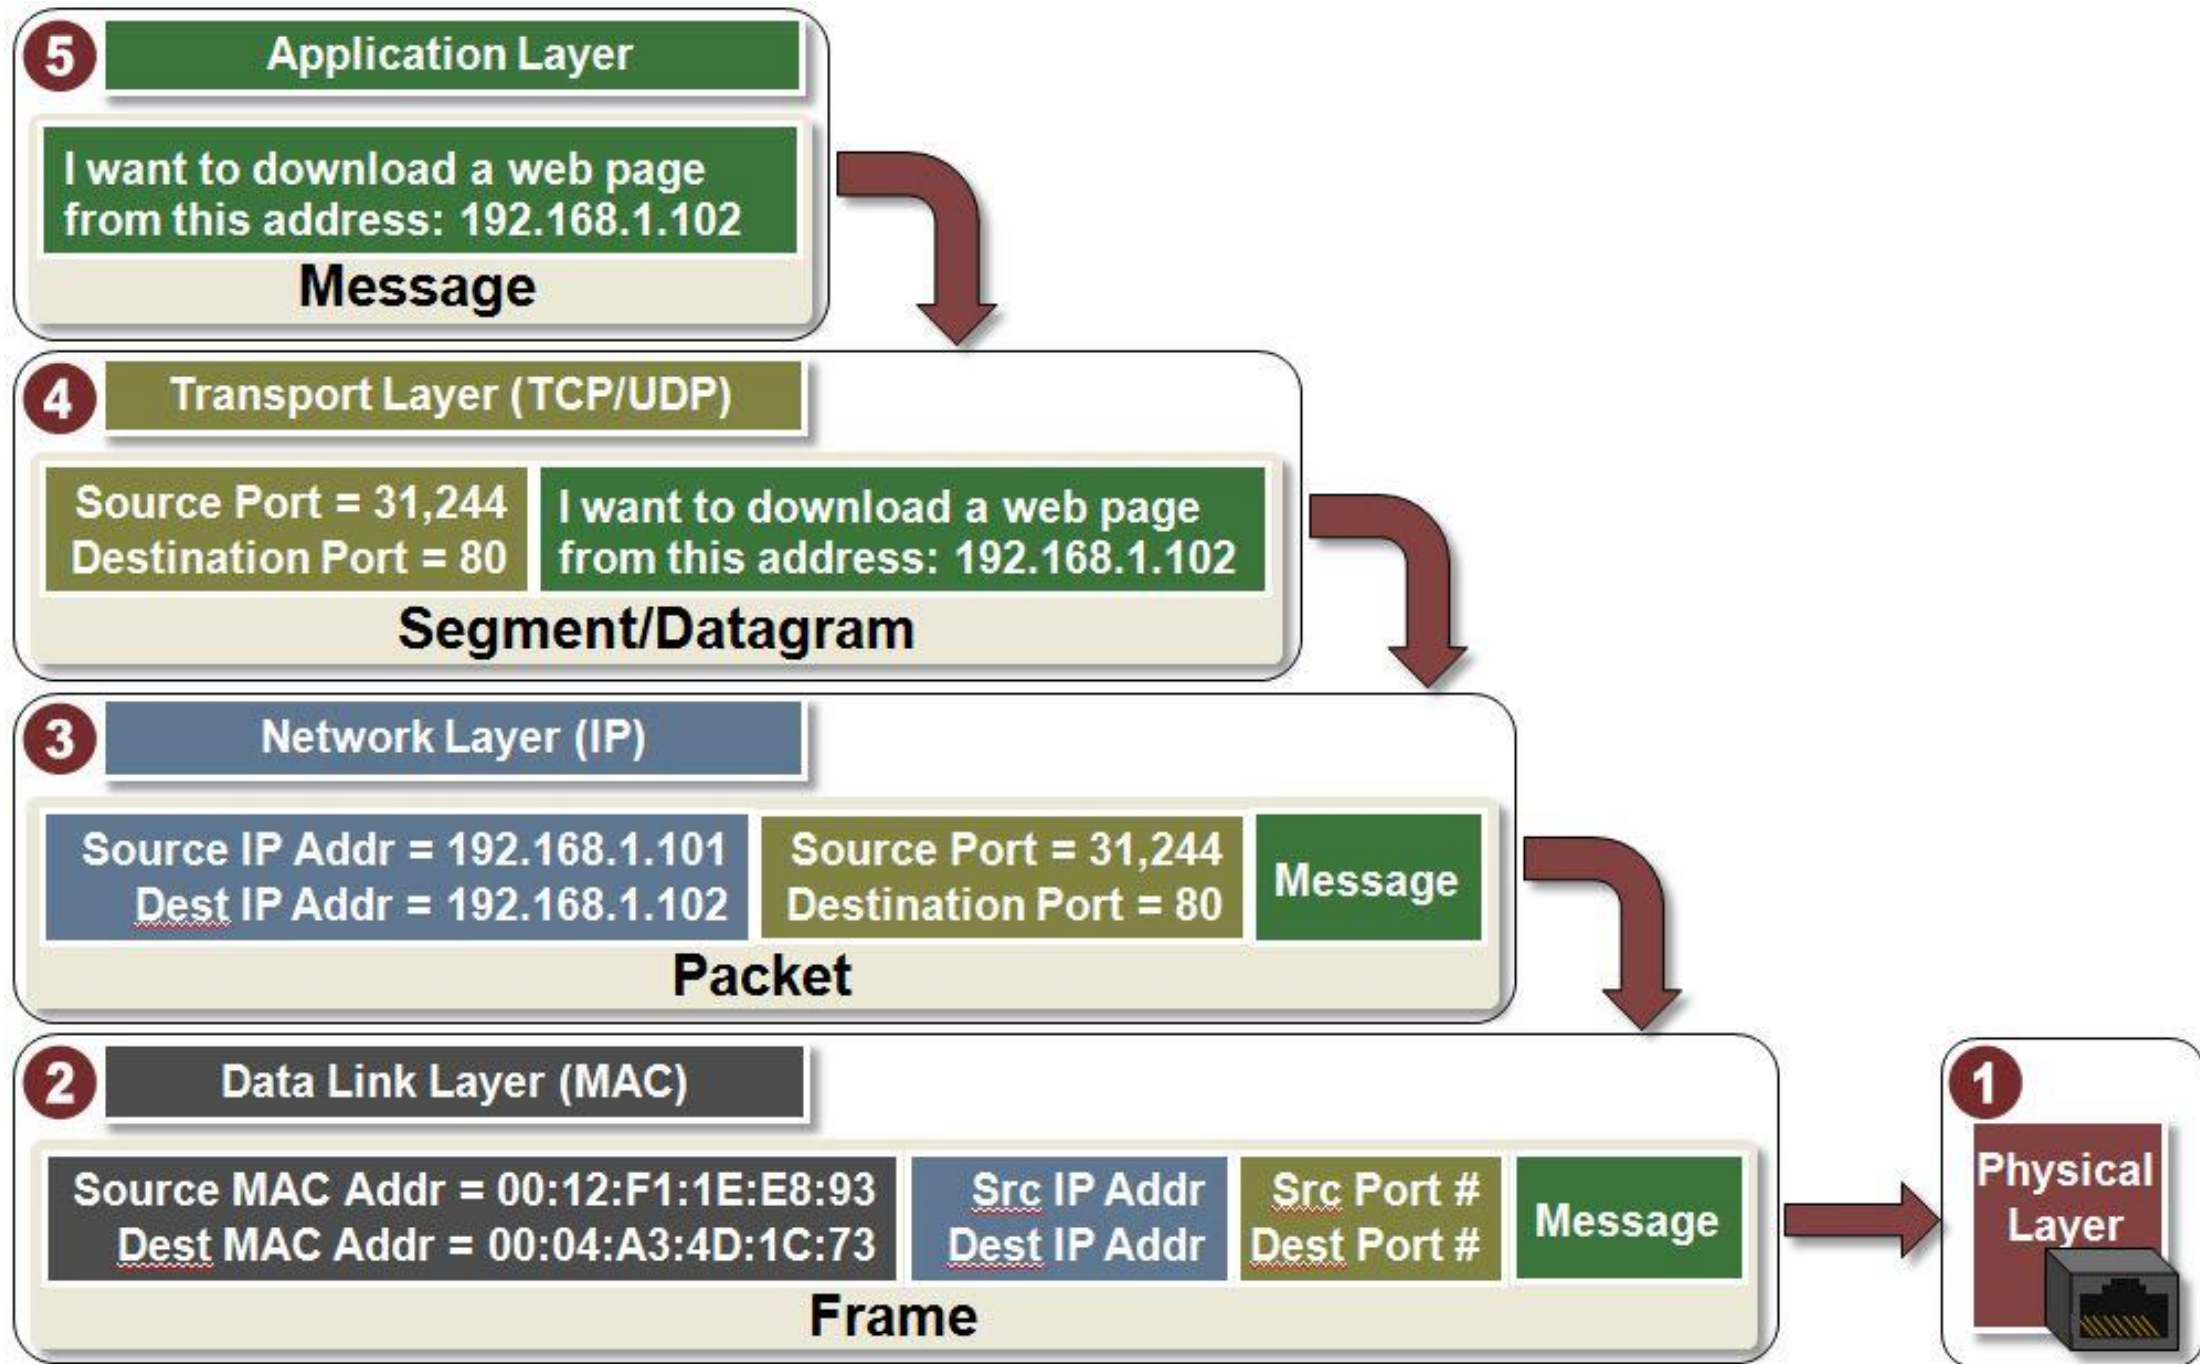 5
Application Layer
I want to download a web page
from this address: 192.168.1.102
Message
4
Transport Layer (TCP/UDP)
Source Port = 31,244
Destination Port = 80
I want to download a web page
from this address: 192.168.1.102
Segment/Datagram
3
Network Layer (IP)
Source IP Addr = 192.168.1.101
Dest IP Addr = 192.168.1.102
Source Port = 31,244
Destination Port = 80
Message
Packet
2
Data Link Layer (MAC)
Source MAC Addr = 00:12:F1:1E:E8:93
Dest MAC Addr = 00:04:A3:4D:1C:73
Src IP Addr
Dest IP Addr
Src Port #
Dest Port #
Message
Frame
1
Physical
Layer